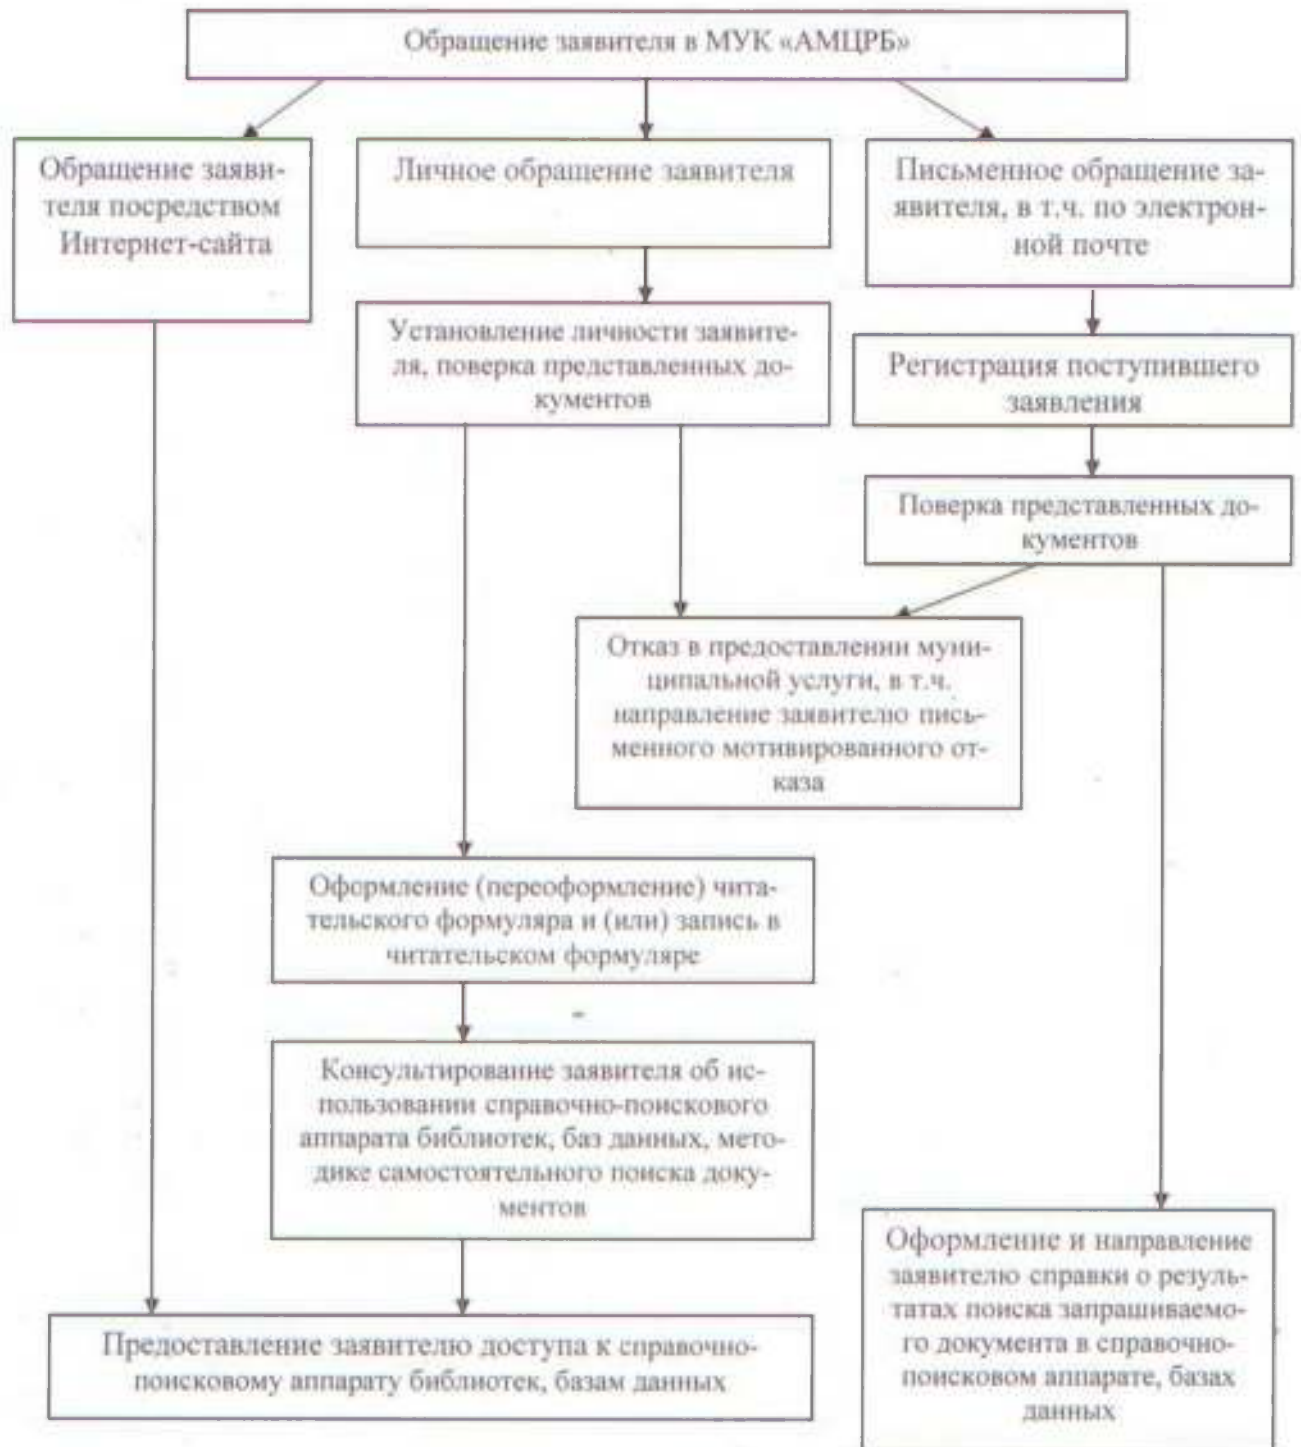 Обращение заявителя в МУК «АМЦРБ»
Обращение заяви-
теля посредством
Интернет-сайта
Личное обращение заявителя
Письменное обращение за-
явителя, в т.ч. по электрон-
ной почте
Установление личности заявите-
ля, поверка представленных до-
кументов
Регистрация поступившего
заявления
Поверка представленных до-
кументов
Отказ в предоставлении муни-
ципальной услуги, в т.ч.
направление заявителю пись-
менного мотивированного от-
каза
Оформление (переоформление) чита-
тельского формуляра и (или) запись в
читательском формуляре
Консультирование заявителя об ис-
пользовании справочно-поискового
аппарата библиотек, баз данных, мето-
дике самостоятельного поиска доку-
ментов
Предоставление заявителю доступа к справочно-
поисковому аппарату библиотек, базам данных
Оформление и направление
заявителю справки о резуль-
татах поиска запрашиваемо-
го документа в справочно-
поисковом аппарате, базах
данных